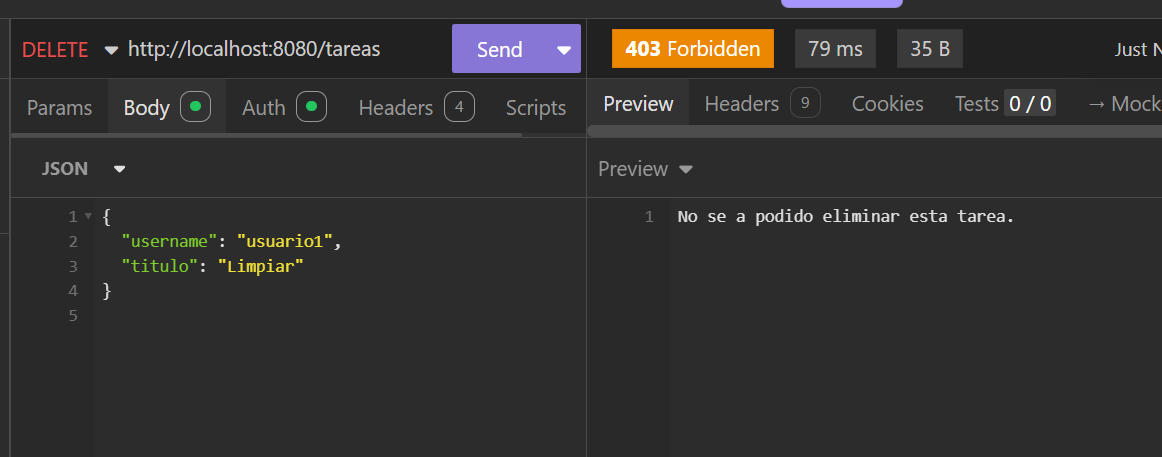 DELETE http://localhost:8080/tareas Send 403 Forbidden 79 ms 35 B Just N
Params Body Auth Headers 4 Scripts Preview Headers 9 Cookies Tests 0 / 0 → Mock
JSON Preview
1 {
2 "username": "usuario1",
3 "titulo": "Limpiar"
4 }
5
1 No se a podido eliminar esta tarea.